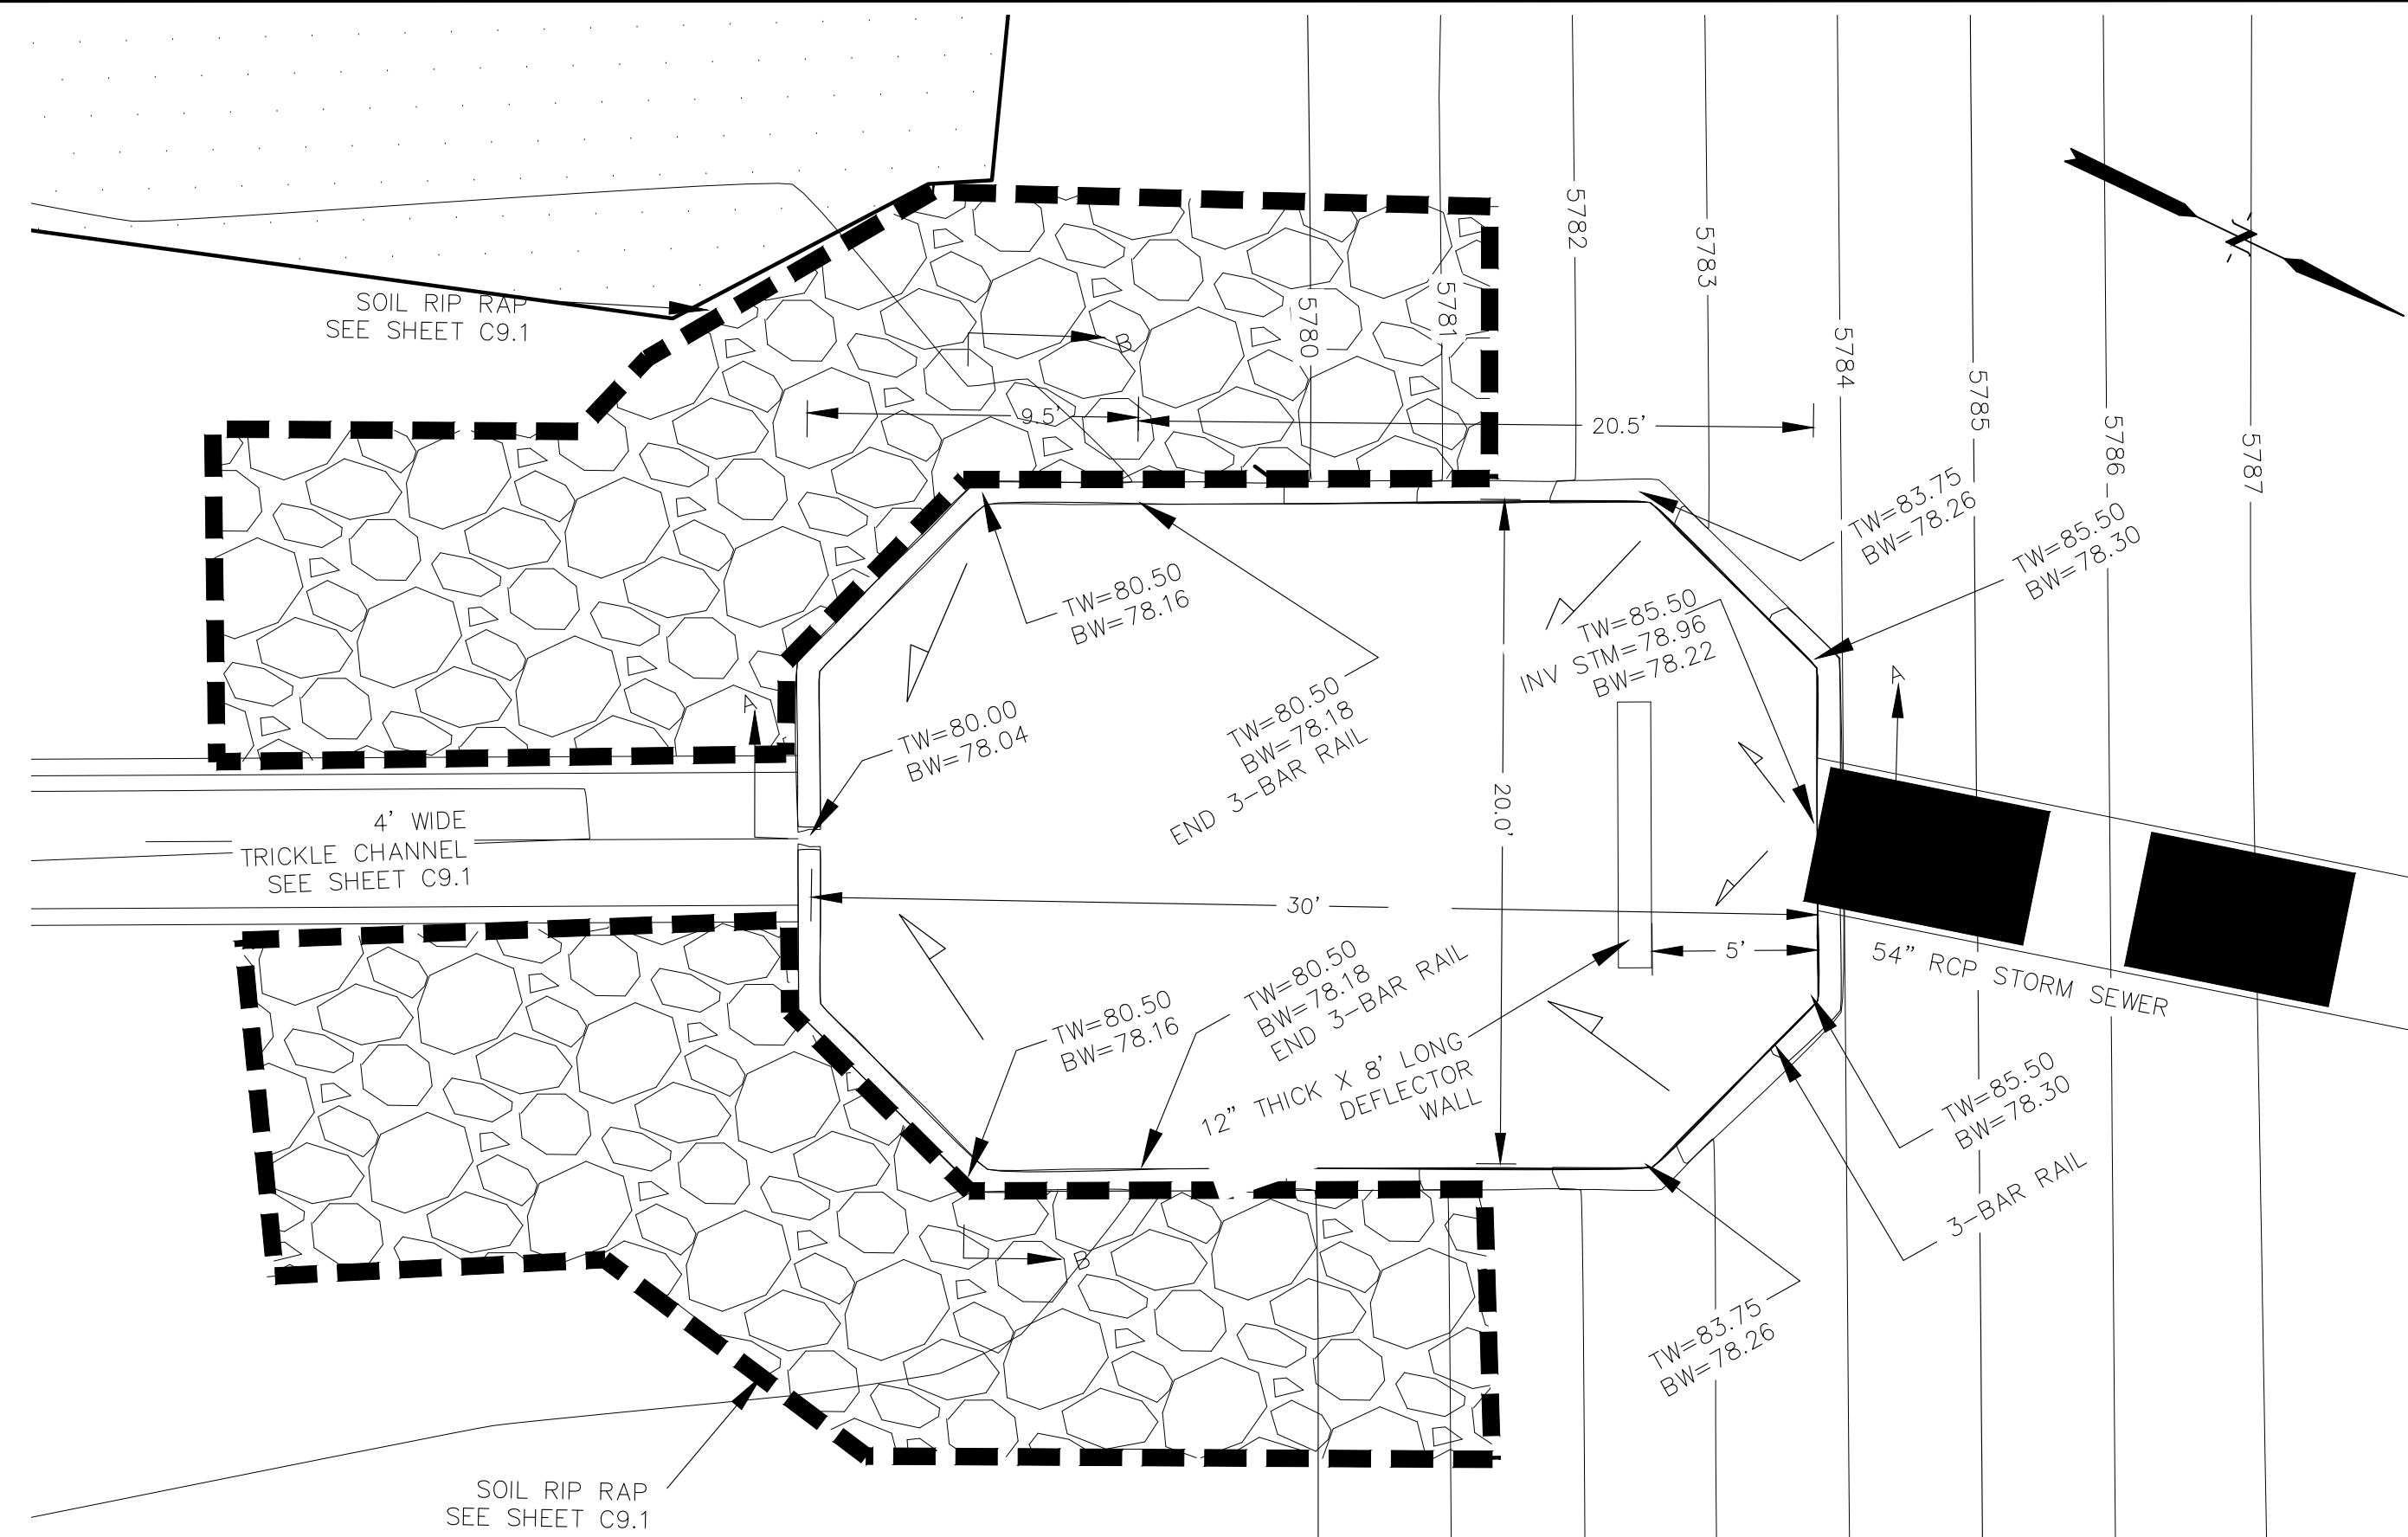 SOIL RIP RAP
SEE SHEET C9.1
5780
5781
5782
5783
5784
5785
5786
5787
N
B
9.5'
20.5'
TW=83.75
BW=78.26
TW=85.50
BW=78.30
TW=80.50
BW=78.16
TW=85.50
INV STM=78.96
BW=78.22
A
A
TW=80.00
BW=78.04
TW=80.50
BW=78.18
END 3-BAR RAIL
20.0'
4' WIDE
TRICKLE CHANNEL
SEE SHEET C9.1
30'
5'
54" RCP STORM SEWER
TW=80.50
BW=78.16
TW=80.50
BW=78.18
END 3-BAR RAIL
12" THICK X 8' LONG
DEFLECTOR
WALL
TW=85.50
BW=78.30
3-BAR RAIL
B
TW=83.75
BW=78.26
SOIL RIP RAP
SEE SHEET C9.1